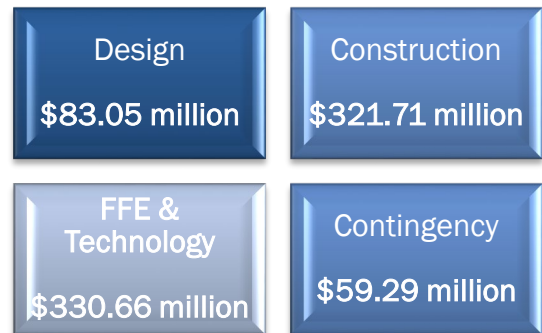 Design
$83.05 million
Construction
$321.71 million
FFE &
Technology
$330.66 million
Contingency
$59.29 million